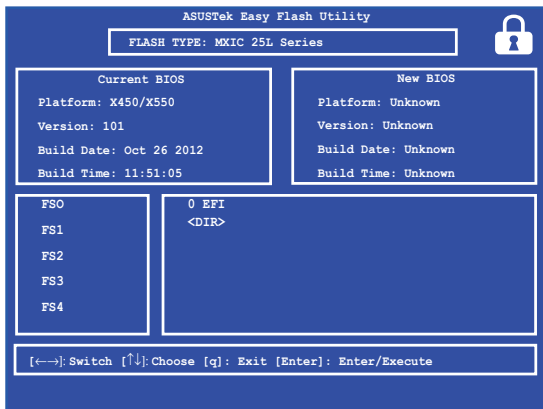 ASUSTek Easy Flash Utility
FLASH TYPE: MXIC 25L Series
Current BIOS
Platform: X450/X550
Version: 101
Build Date: Oct 26 2012
Build Time: 11:51:05
New BIOS
Platform: Unknown
Version: Unknown
Build Date: Unknown
Build Time: Unknown
FSO
FS1
FS2
FS3
FS4
0 EFI
<DIR>
[←→]: Switch [↑↓]: Choose [q]: Exit [Enter]: Enter/Execute